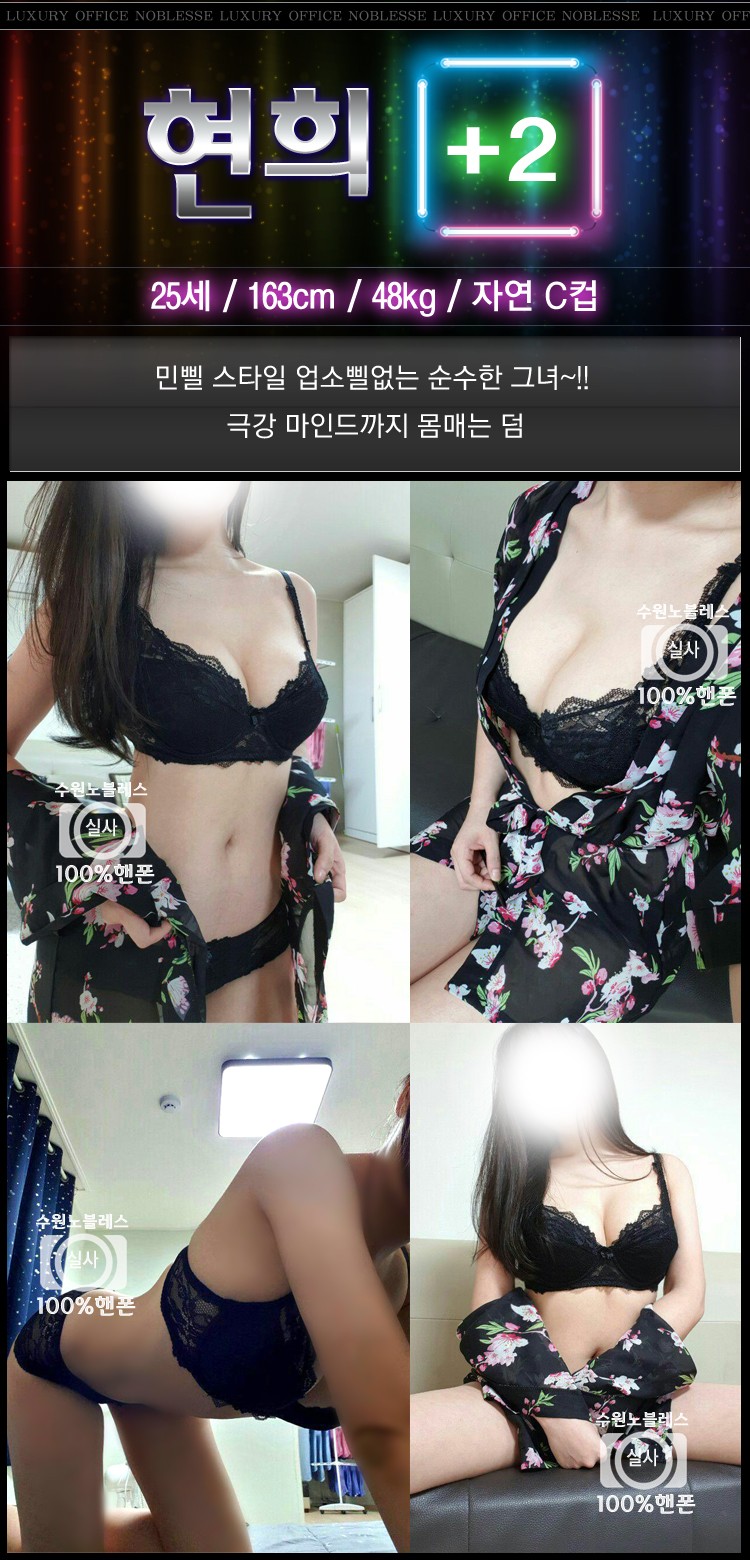 LUXURY OFFICE NOBLESSE LUXURY OFFICE NOBLESSE LUXURY OFFICE NOBLESSE LUXURY OFF
현희 +2
25세 / 163cm / 48kg / 자연 C컵
민삘 스타일 업소삘없는 순수한 그녀~!!
극강 마인드까지 몸매는 덤
수원노블레스
실사
100%핸폰
수원노블레스
실사
100%핸폰
수원노블레스
실사
100%핸폰
수원노블레스
실사
100%핸폰